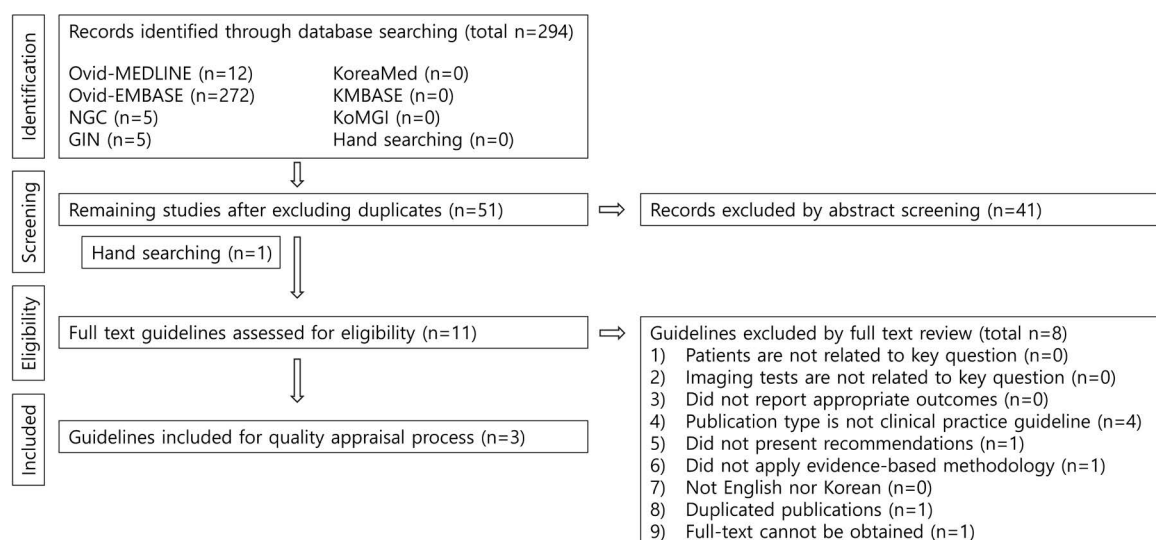 Identification
Records identified through database searching (total n=294)
Ovid-MEDLINE (n=12) KoreaMed (n=0)
Ovid-EMBASE (n=272) KMBASE (n=0)
NGC (n=5) KoMGI (n=0)
GIN (n=5) Hand searching (n=0)
Screening
Remaining studies after excluding duplicates (n=51)
Records excluded by abstract screening (n=41)
Hand searching (n=1)
Eligibility
Full text guidelines assessed for eligibility (n=11)
Guidelines excluded by full text review (total n=8)
1) Patients are not related to key question (n=0)
2) Imaging tests are not related to key question (n=0)
3) Did not report appropriate outcomes (n=0)
4) Publication type is not clinical practice guideline (n=4)
5) Did not present recommendations (n=1)
6) Did not apply evidence-based methodology (n=1)
7) Not English nor Korean (n=0)
8) Duplicated publications (n=1)
9) Full-text cannot be obtained (n=1)
Included
Guidelines included for quality appraisal process (n=3)